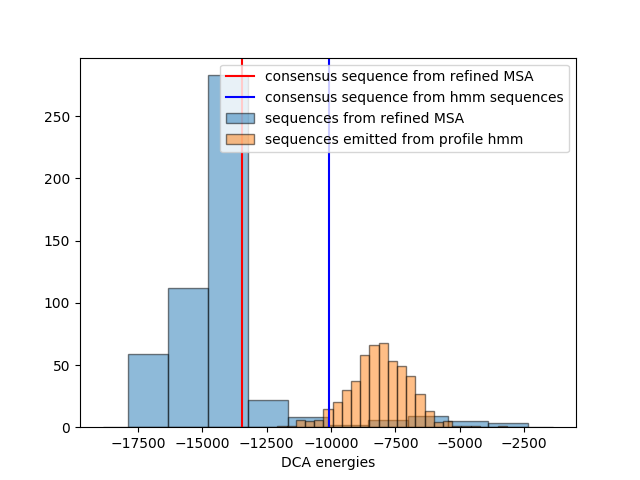 consensus sequence from refined MSA
consensus sequence from hmm sequences
sequences from refined MSA
sequences emitted from profile hmm
250
200
150
100
50
0
−17500 −15000 −12500 −10000 −7500 −5000 −2500
DCA energies